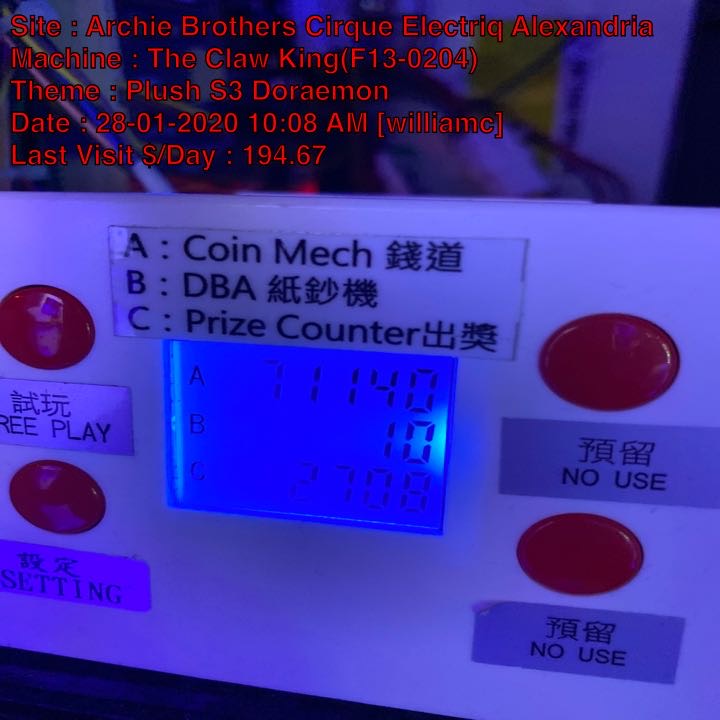 Site : Archie Brothers Cirque Electriq Alexandria
Machine : The Claw King(F13-0204)
Theme : Plush S3 Doraemon
Date : 28-01-2020 10:08 AM [williamc]
Last Visit $/Day : 194.67
A : Coin Mech 錢道
B : DBA 紙鈔機
C : Prize Counter出獎
A 71140
B 10
C 2708
試玩
REE PLAY
設定
SETTING
預留
NO USE
預留
NO USE